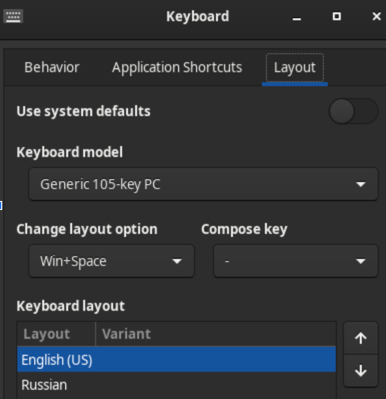 Keyboard
Behavior Application Shortcuts Layout
Use system defaults
Keyboard model
Generic 105-key PC
Change layout option Compose key
Win+Space -
Keyboard layout
Layout Variant
English (US)
Russian